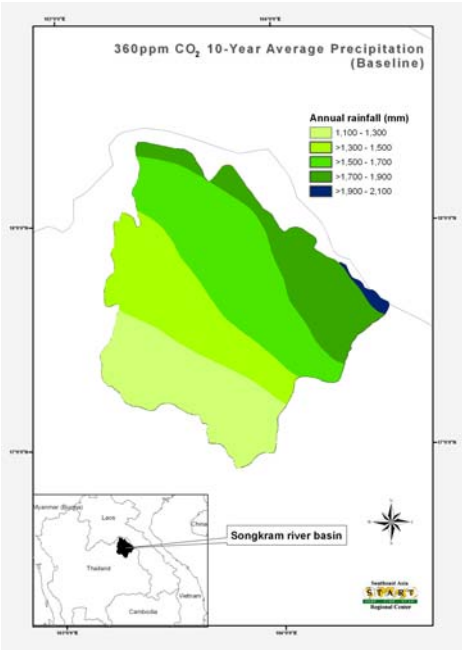 360ppm CO2 10-Year Average Precipitation
(Baseline)
Annual rainfall (mm)
1,100 - 1,300
>1,300 - 1,500
>1,500 - 1,700
>1,700 - 1,900
>1,900 - 2,100
Myanmar (Burma)
Laos
China
Thailand
Vietnam
Cambodia
Songkram river basin
N
Southeast Asia
START
Regional Center